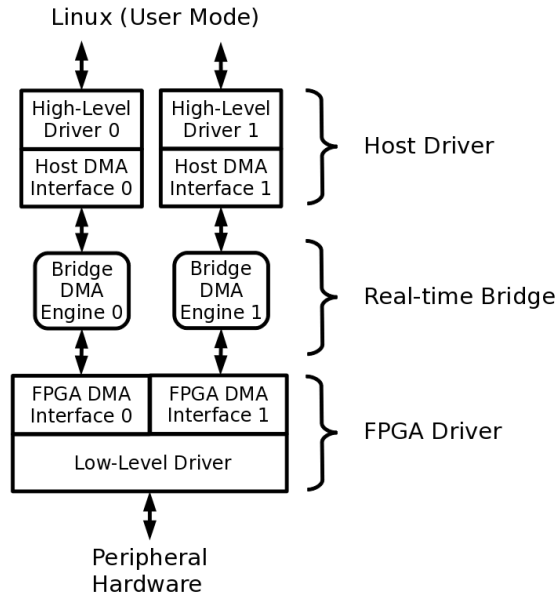 Linux (User Mode)
High-Level
Driver 0
High-Level
Driver 1
Host DMA
Interface 0
Host DMA
Interface 1
Host Driver
Bridge
DMA
Engine 0
Bridge
DMA
Engine 1
Real-time Bridge
FPGA DMA
Interface 0
FPGA DMA
Interface 1
Low-Level Driver
FPGA Driver
Peripheral
Hardware